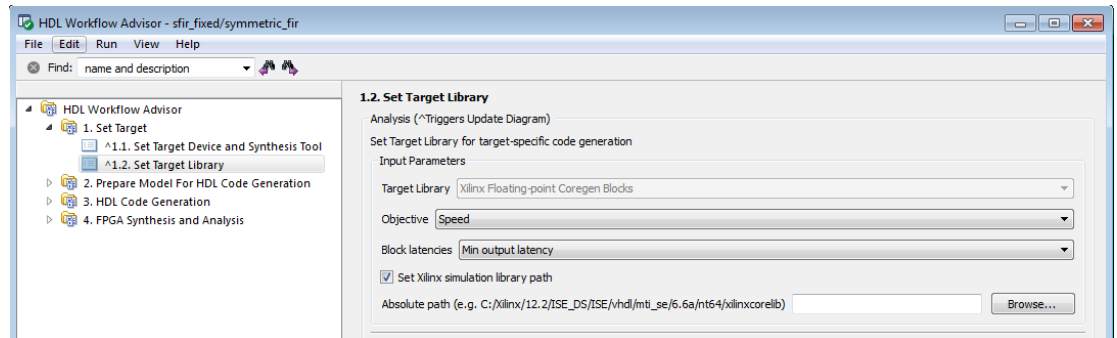 HDL Workflow Advisor - sfir_fixed/symmetric_fir
File Edit Run View Help
Find: name and description
HDL Workflow Advisor
1. Set Target
^1.1. Set Target Device and Synthesis Tool
^1.2. Set Target Library
2. Prepare Model For HDL Code Generation
3. HDL Code Generation
4. FPGA Synthesis and Analysis
1.2. Set Target Library
Analysis (^Triggers Update Diagram)
Set Target Library for target-specific code generation
Input Parameters
Target Library Xilinx Floating-point Coregen Blocks
Objective Speed
Block latencies Min output latency
Set Xilinx simulation library path
Absolute path (e.g. C:/Xilinx/12.2/ISE_DS/ISE/vhdl/mti_se/6.6a/nt64/xilinxcorelib) Browse...